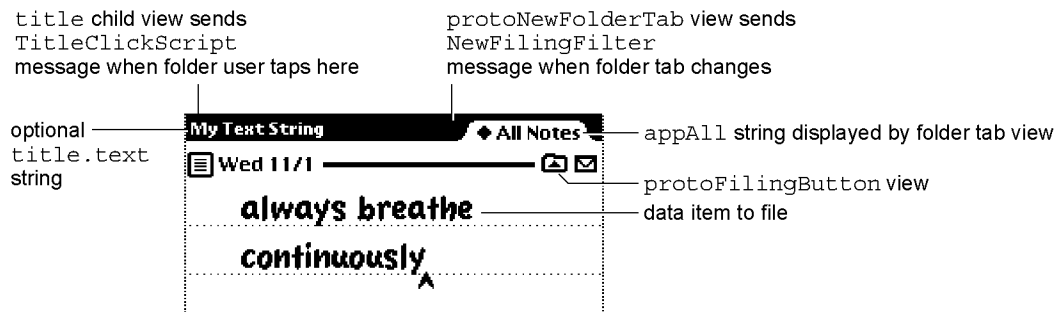 title child view sends
TitleClickScript
message when folder user taps here
protoNewFolderTab view sends
NewFilingFilter
message when folder tab changes
optional
title.text
string
My Text String
◆ All Notes
appAll string displayed by folder tab view
Wed 11/1
protoFilingButton view
always breathe
data item to file
continuously